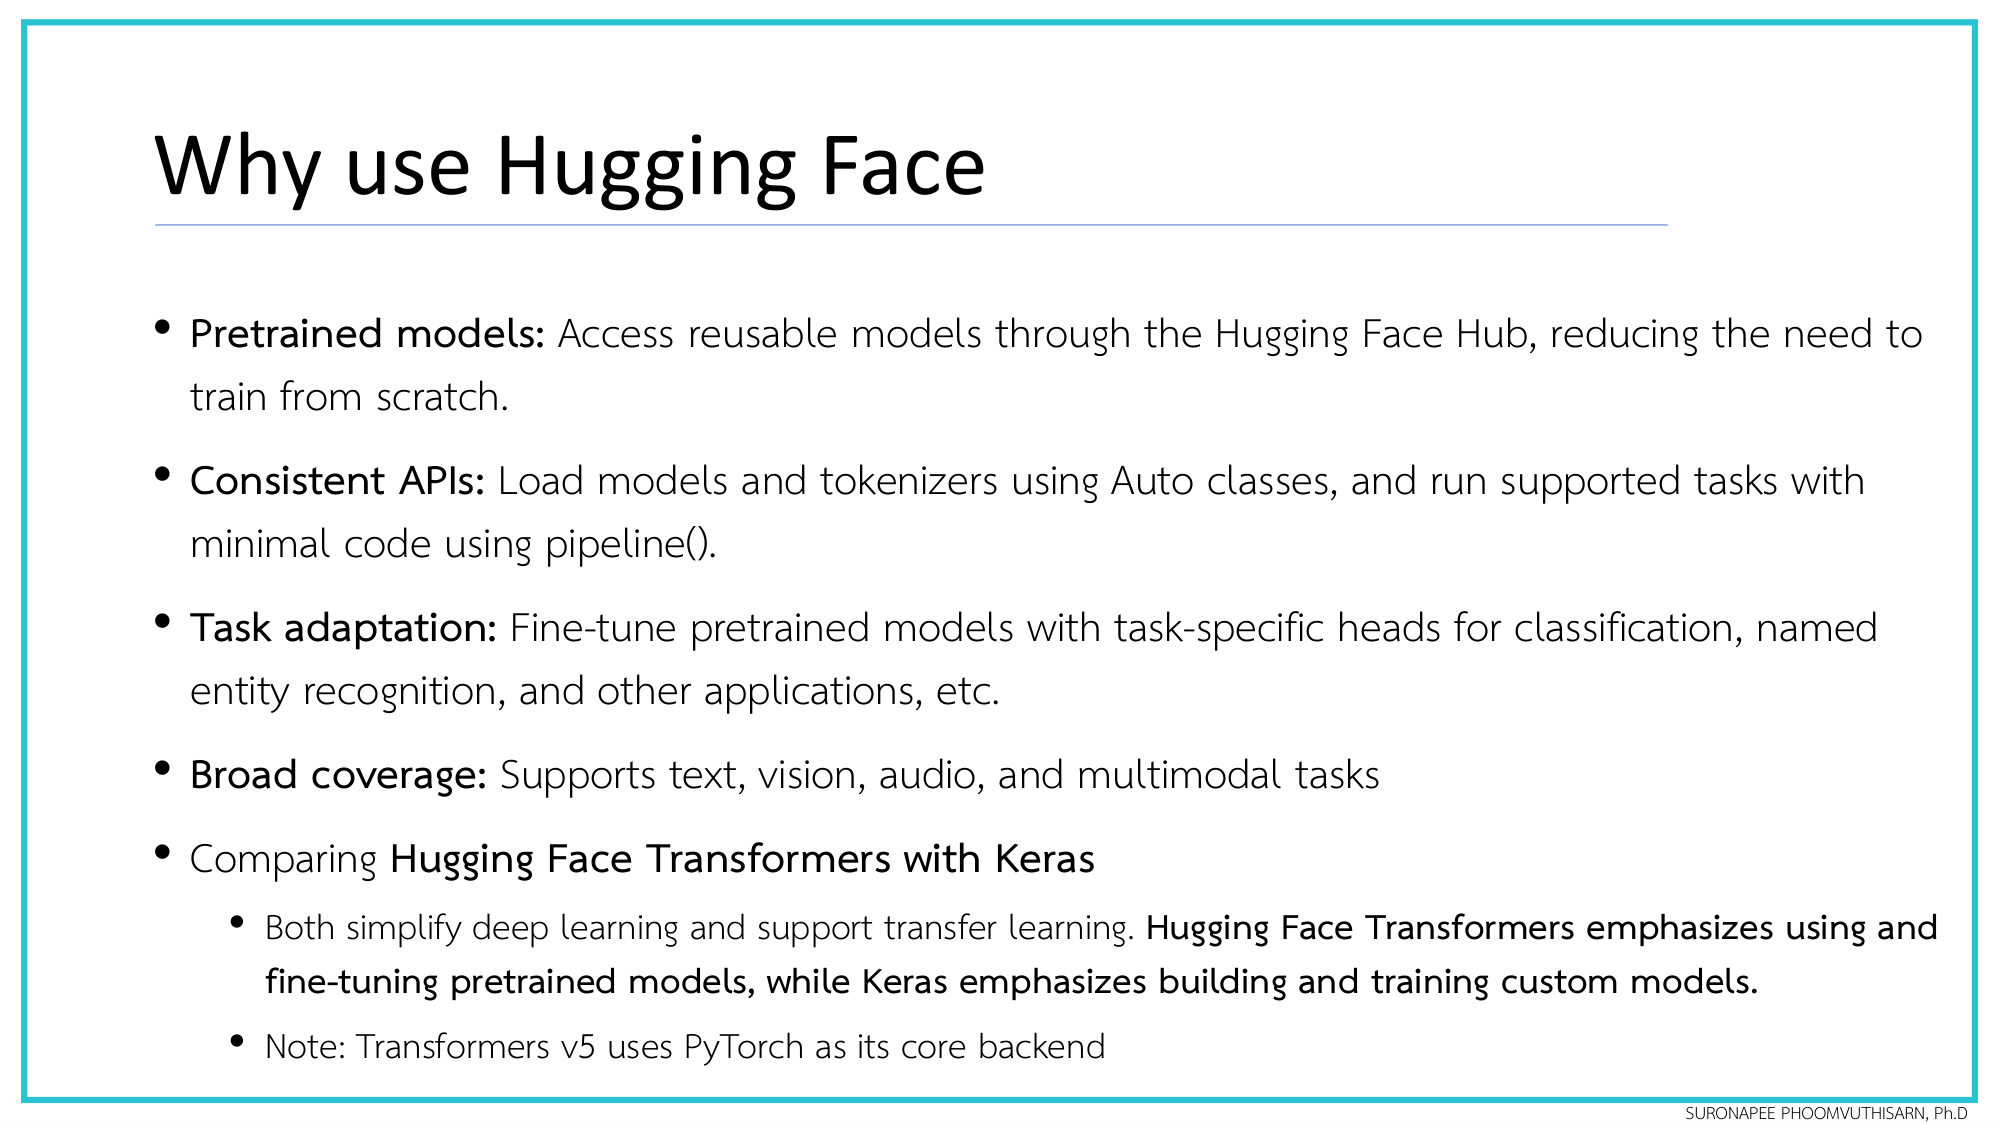 Why use Hugging Face
• Pretrained models: Access reusable models through the Hugging Face Hub, reducing the need to
train from scratch.
• Consistent APIs: Load models and tokenizers using Auto classes, and run supported tasks with
minimal code using pipeline().
• Task adaptation: Fine-tune pretrained models with task-specific heads for classification, named
entity recognition, and other applications, etc.
• Broad coverage: Supports text, vision, audio, and multimodal tasks
• Comparing Hugging Face Transformers with Keras
• Both simplify deep learning and support transfer learning. Hugging Face Transformers emphasizes using and
fine-tuning pretrained models, while Keras emphasizes building and training custom models.
• Note: Transformers v5 uses PyTorch as its core backend
SURONAPEE PHOOMVUTHISARN, Ph.D